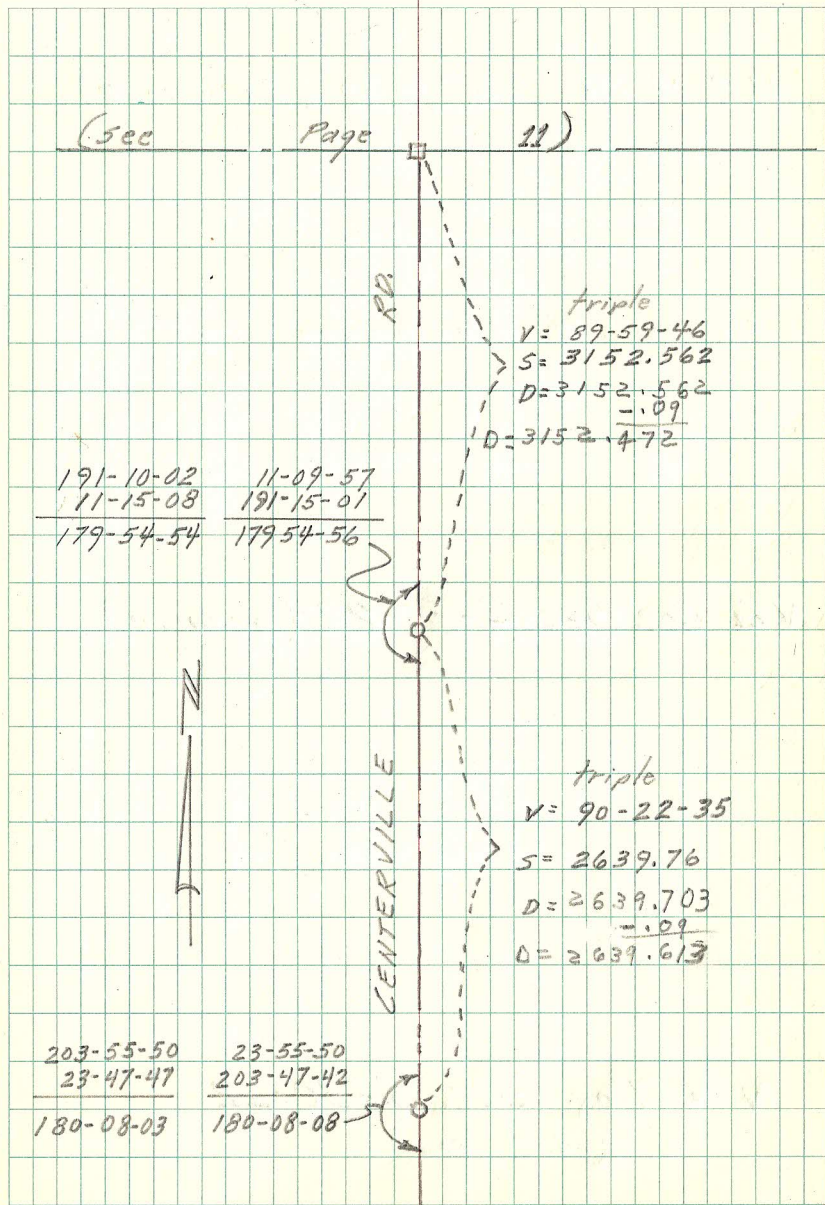 (See Page 11)
RD.
triple
V= 89-59-46
S= 3152.562
D=3152.562
-.09
D=3152.472
191-10-02 11-09-57
11-15-08 191-15-01
179-54-54 17954-56
N
CENTERVILLE
triple
V= 90-22-35
S= 2639.76
D= 2639.703
-.09
D= 2639.613
203-55-50 23-55-50
23-47-47 203-47-42
180-08-03 180-08-08